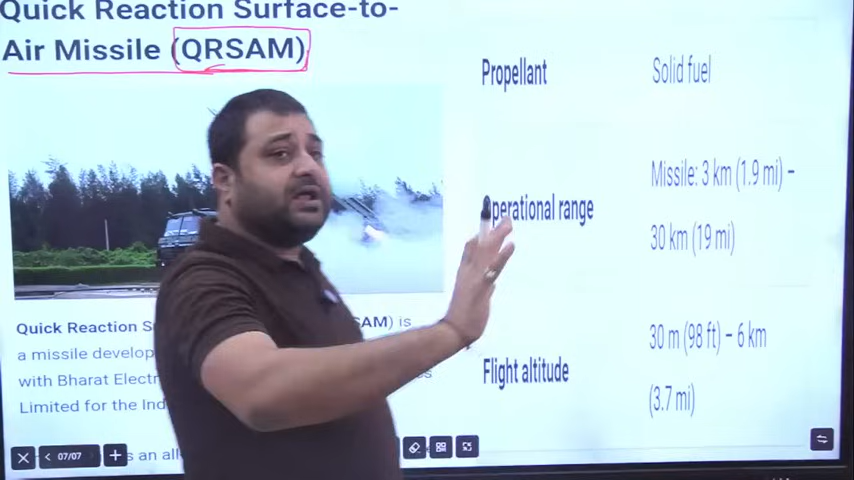 Quick Reaction Surface-to-
Air Missile (QRSAM)
Quick Reaction
SAM) is
a missile develop
with Bharat Electr
Limited for the Ind
is an all
07/07
Propellant
Solid fuel
Operational range
Missile: 3 km (1.9 mi) –
30 km (19 mi)
Flight altitude
30 m (98 ft) – 6 km
(3.7 mi)